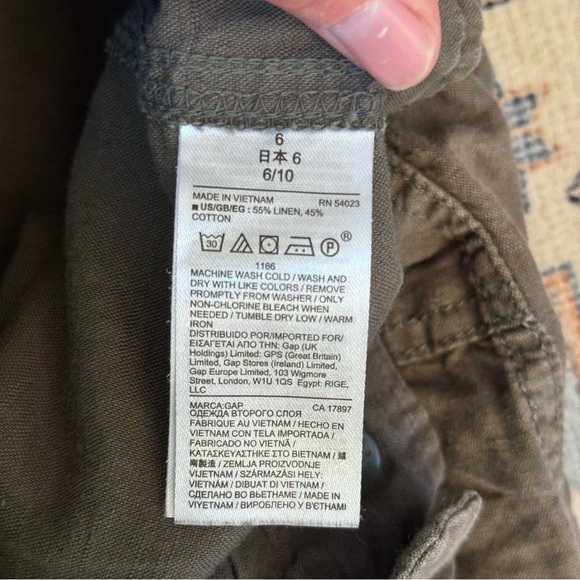 6
日本 6
6/10
MADE IN VIETNAM RN 54023
■ US/GB/EG : 55% LINEN, 45%
COTTON
30 P ®
1166
MACHINE WASH COLD / WASH AND
DRY WITH LIKE COLORS / REMOVE
PROMPTLY FROM WASHER / ONLY
NON-CHLORINE BLEACH WHEN
NEEDED / TUMBLE DRY LOW / WARM
IRON
DISTRIBUIDO POR/IMPORTED FOR/
ΕΙΣΑΓΕΤΑΙ ΑΠΟ ΤΗΝ: Gap (UK
Holdings) Limited: GPS (Great Britain)
Limited, Gap Stores (Ireland) Limited,
Gap Europe Limited, 103 Wigmore
Street, London, W1U 1QS Egypt: RIGE,
LLC
MARCA:GAP CA 17897
ОДЕЖДА ВТОРОГО СЛОЯ
FABRIQUE AU VIETNAM / HECHO EN
VIETNAM CON TELA IMPORTADA /
FABRICADO NO VIETNÃ /
ΚΑΤΑΣΚΕΥΑΣΤΗΚΕ ΣΤΟ ΒΙΕΤΝΑΜ / 越
南製造 / ZEMLJA PROIZVODNJE
VIJETNAM / SZÁRMAZÁSI HELY:
VIETNÁM / DIBUAT DI VIETNAM /
СДЕЛАНО ВО ВЬЕТНАМЕ / MADE IN
VIYETNAM / ВИРОБЛЕНО У В'ЄТНАМІ